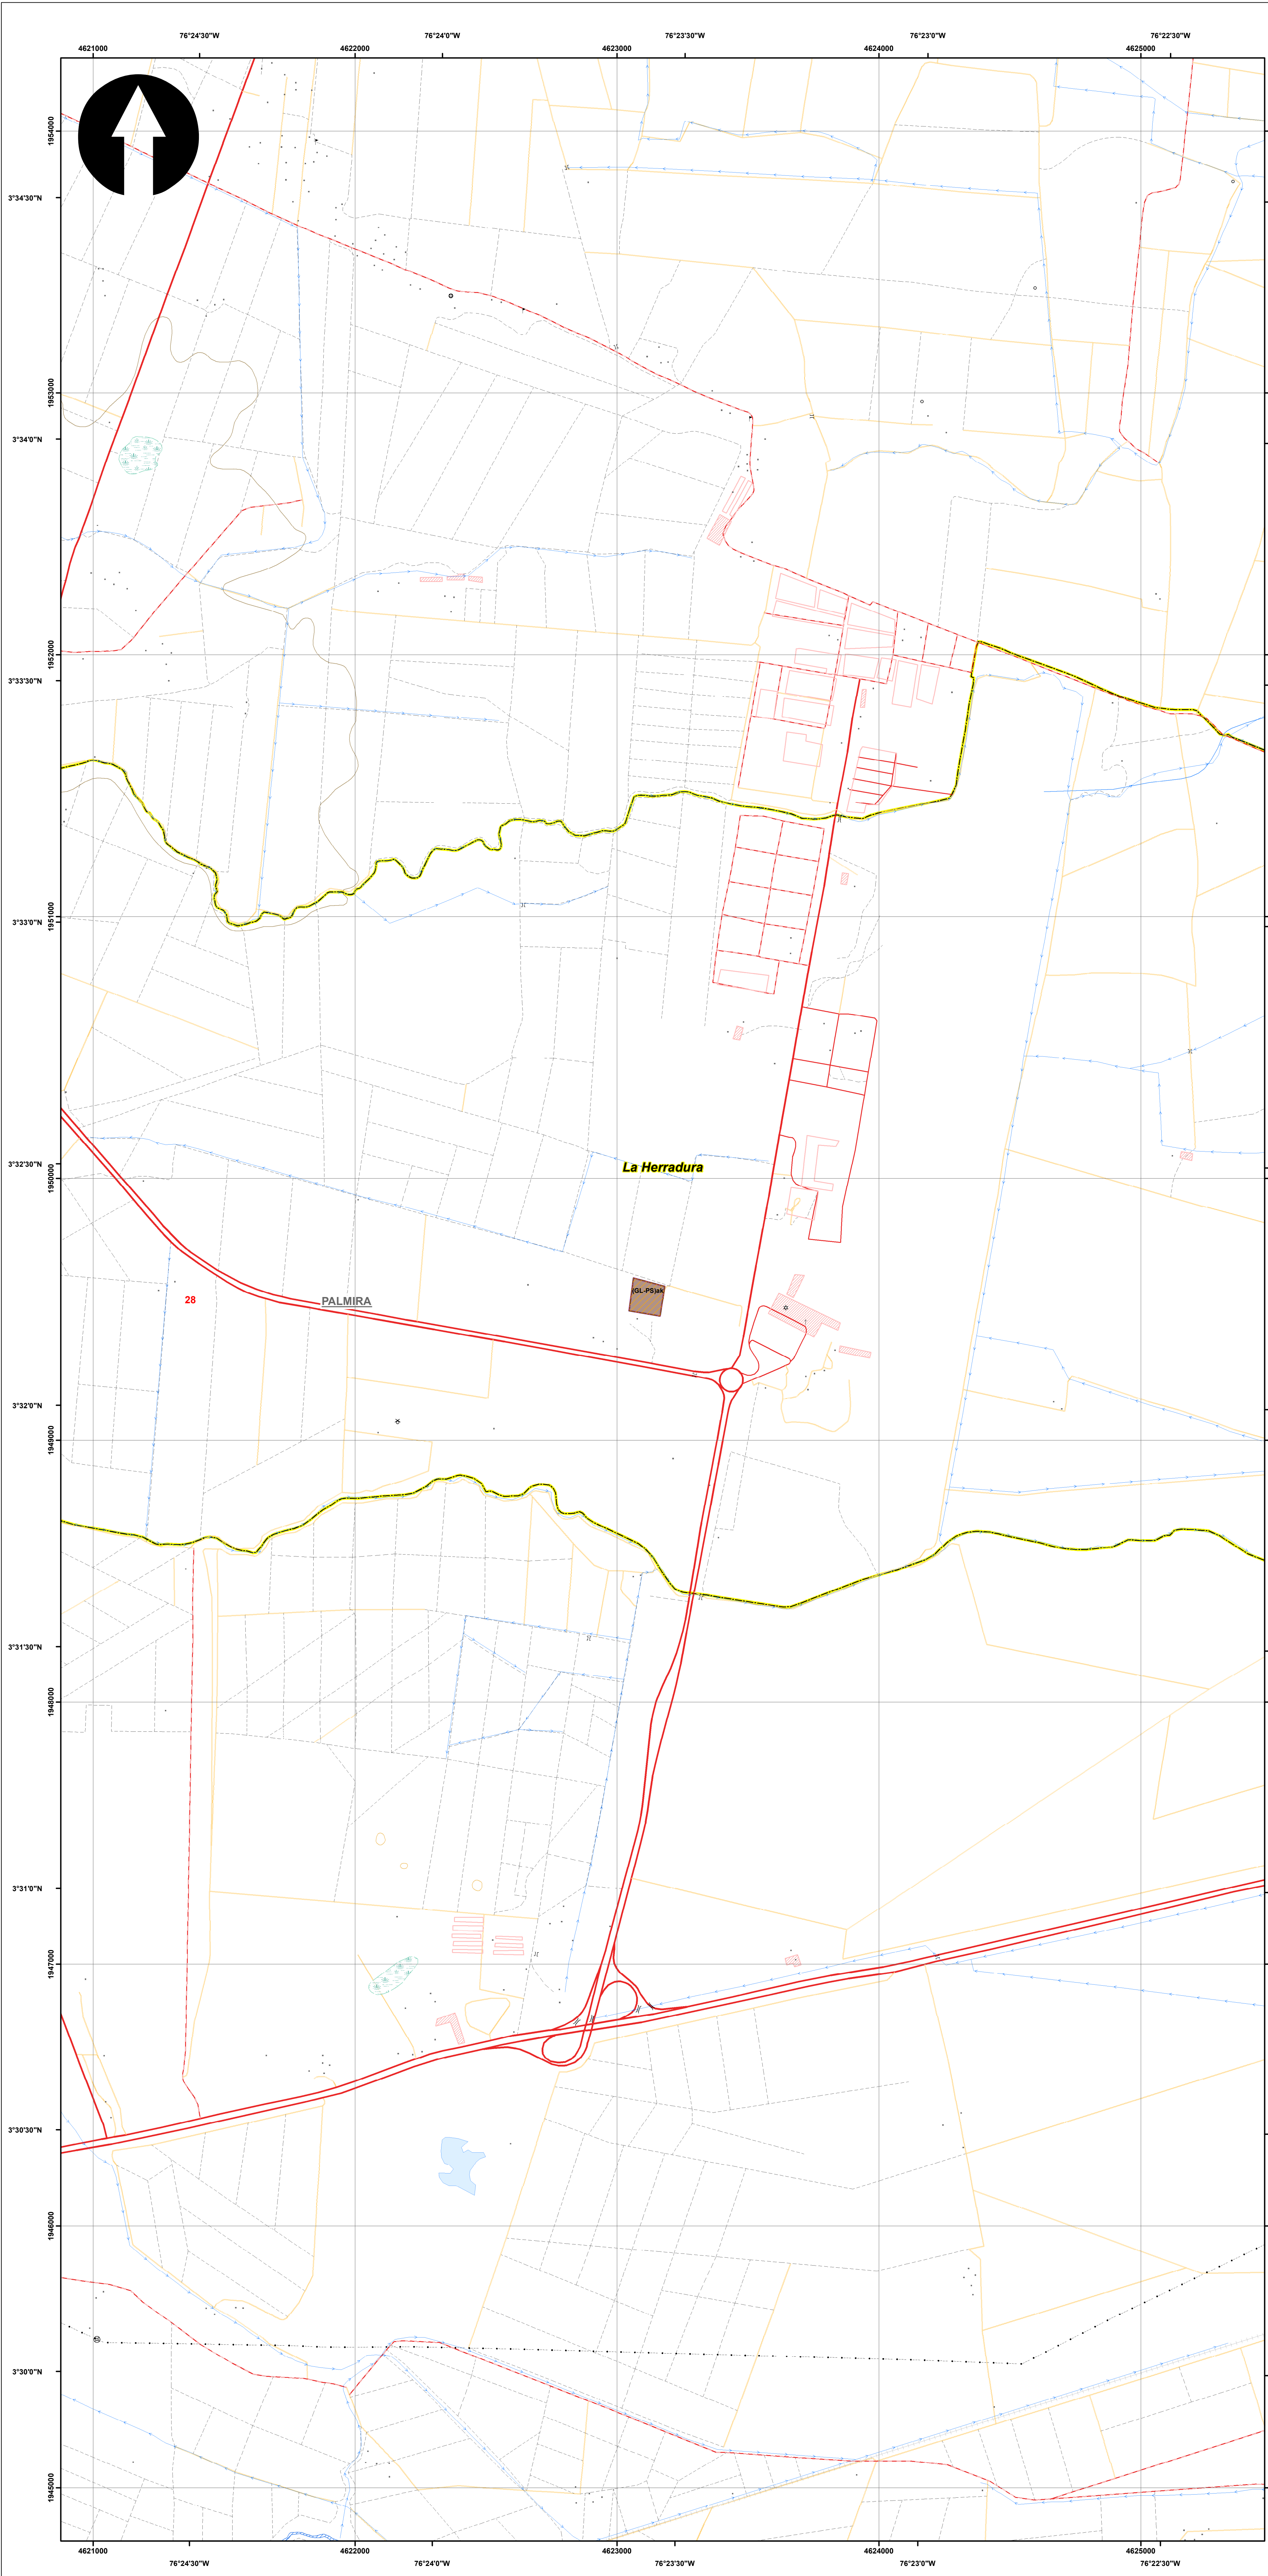 76°24'30"W 76°24'0"W 76°23'30"W 76°23'0"W 76°22'30"W
4621000 4622000 4623000 4624000 4625000
1954000
3°34'30"N
1953000
3°34'0"N
1952000
3°33'30"N
1951000
3°33'0"N
3°32'30"N
La Herradura
1950000
(GL-PS)ak
28
PALMIRA
3°32'0"N
1949000
3°31'30"N
1948000
3°31'0"N
1947000
3°30'30"N
1946000
3°30'0"N
1945000
4621000 4622000 4623000 4624000 4625000
76°24'30"W 76°24'0"W 76°23'30"W 76°23'0"W 76°22'30"W